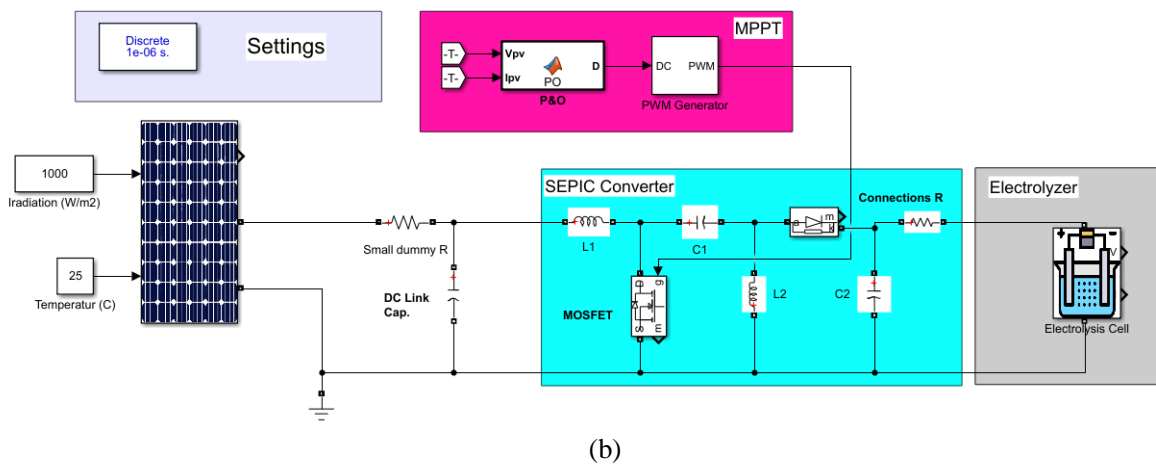 Discrete
1e-06 s.
Settings
MPPT
-T-
-T-
Vpv
Ipv
PO
D
P&O
DC
PWM
PWM Generator
1000
Iradiation (W/m2)
25
Temperatur (C)
Small dummy R
DC Link
Cap.
SEPIC Converter
L1
C1
MOSFET
D
g
S
m
L2
a
m
k
C2
Connections R
Electrolyzer
+
-
V
Electrolysis Cell
(b)